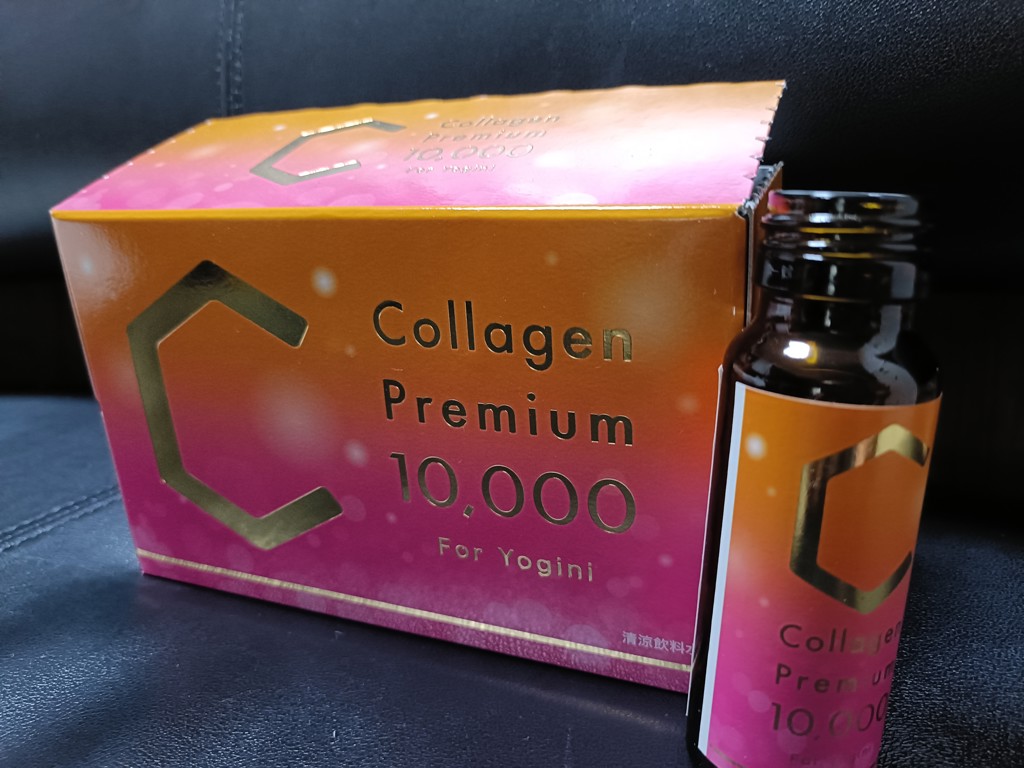 Collagen
Premium
10,000
Collagen
Premium
10,000
For Yogini
清涼飲料水
Collagen
Premium
10,000